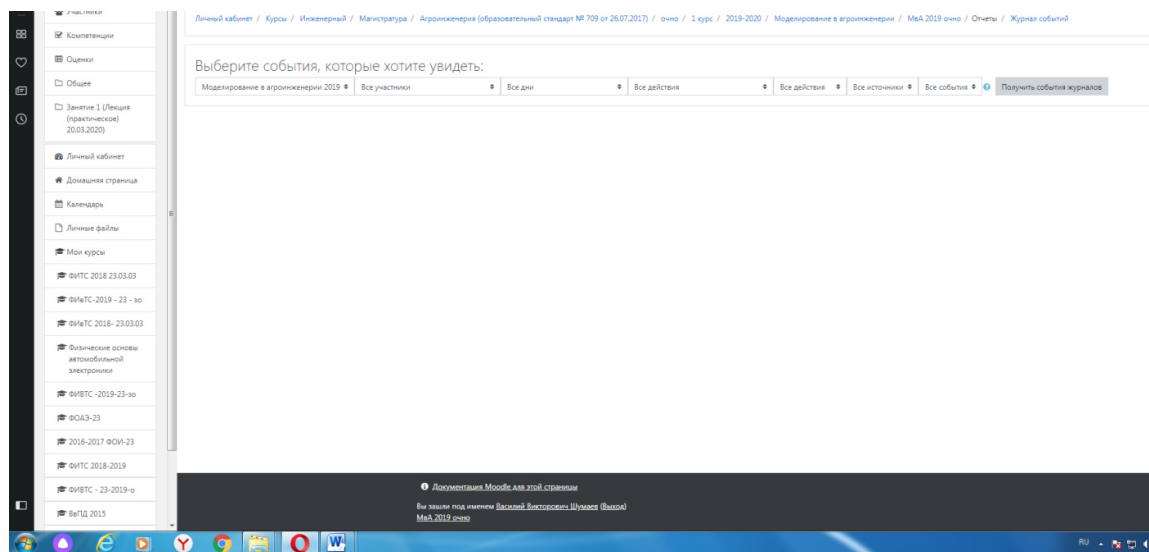 Участники
Компетенции
Оценки
Общее
Занятие 1 (Лекция
(практическое)
20.03.2020)
Личный кабинет
Домашняя страница
Календарь
Личные файлы
Мои курсы
ФИТС 2018 23.03.03
ФИвТС-2019 - 23 - зо
ФИвТС 2018- 23.03.03
Физические основы
автомобильной
электроники
ФИВТС -2019-23-зо
ФОАЭ-23
2016-2017 ФОИ-23
ФИТС 2018-2019
ФИВТС - 23-2019-о
ВвПД 2015
Личный кабинет / Курсы / Инженерный / Магистратура / Агроинженерия (образовательный стандарт № 709 от 26.07.2017) / очно / 1 курс / 2019-2020 / Моделирование в агроинженерии / МвА 2019 очно / Отчеты / Журнал событий
Выберите события, которые хотите увидеть:
Моделирование в агроинженерии 2019 Все участники Все дни Все действия Все действия Все источники Все события Получить события журналов
Документация Moodle для этой страницы
Вы зашли под именем Василий Викторович Шумаев (Выход)
МвА 2019 очно
RU